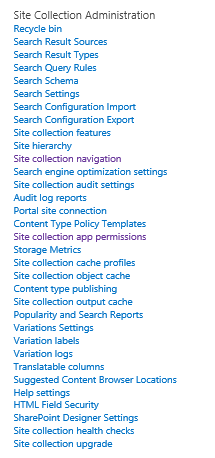 Site Collection Administration
Recycle bin
Search Result Sources
Search Result Types
Search Query Rules
Search Schema
Search Settings
Search Configuration Import
Search Configuration Export
Site collection features
Site hierarchy
Site collection navigation
Search engine optimization settings
Site collection audit settings
Audit log reports
Portal site connection
Content Type Policy Templates
Site collection app permissions
Storage Metrics
Site collection cache profiles
Site collection object cache
Content type publishing
Site collection output cache
Popularity and Search Reports
Variations Settings
Variation labels
Variation logs
Translatable columns
Suggested Content Browser Locations
Help settings
HTML Field Security
SharePoint Designer Settings
Site collection health checks
Site collection upgrade